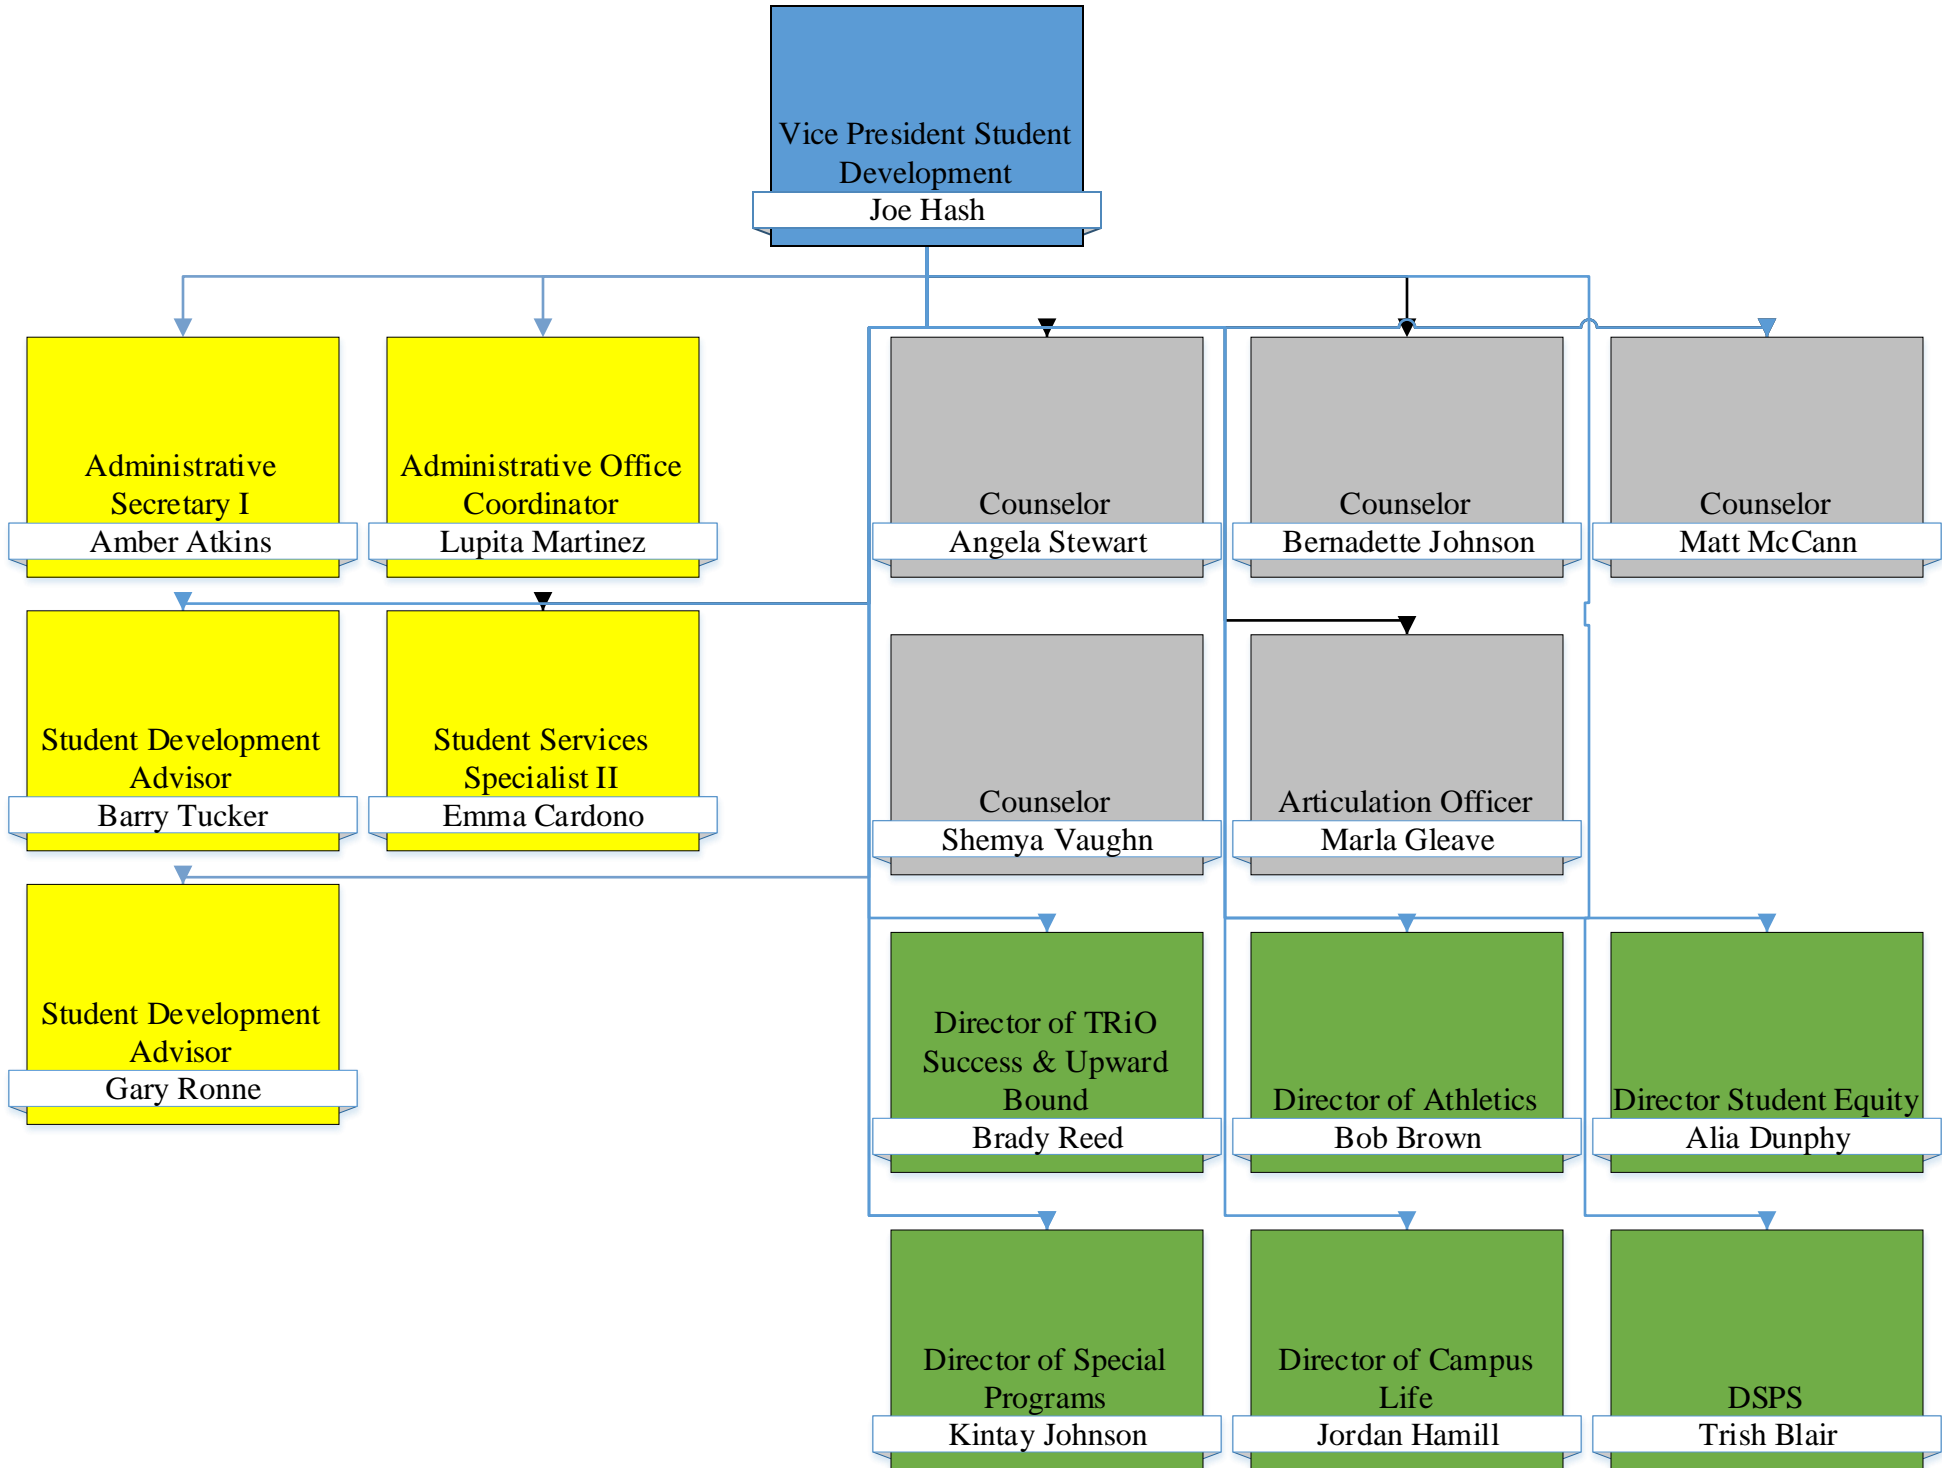 Vice President Student
Development
Joe Hash
Administrative
Secretary I
Amber Atkins
Administrative Office
Coordinator
Lupita Martinez
Counselor
Angela Stewart
Counselor
Bernadette Johnson
Counselor
Matt McCann
Student Development
Advisor
Barry Tucker
Student Services
Specialist II
Emma Cardono
Counselor
Shemya Vaughn
Articulation Officer
Marla Gleave
Student Development
Advisor
Gary Ronne
Director of TRiO
Success & Upward
Bound
Brady Reed
Director of Athletics
Bob Brown
Director Student Equity
Alia Dunphy
Director of Special
Programs
Kintay Johnson
Director of Campus
Life
Jordan Hamill
DSPS
Trish Blair